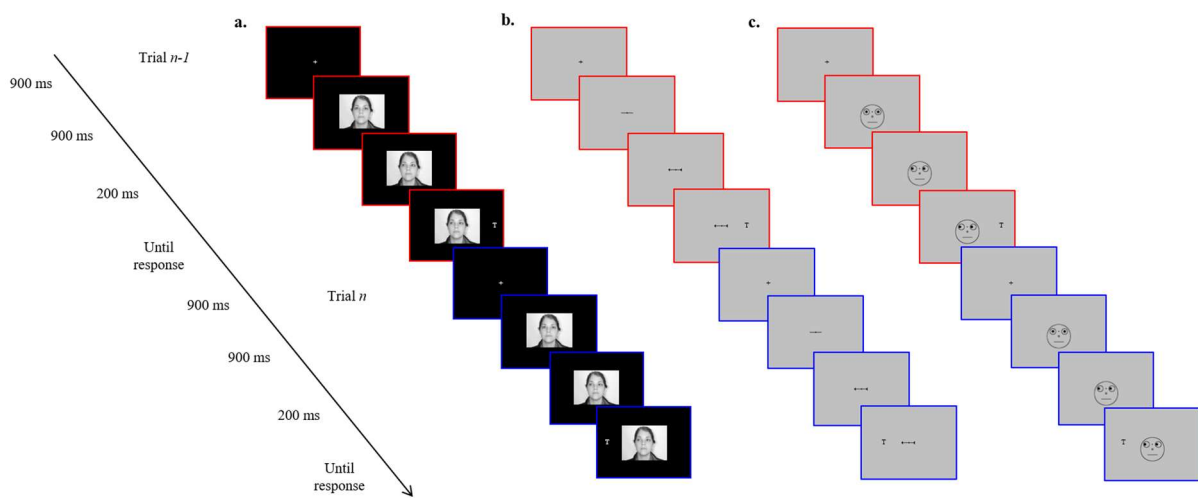 a.
b.
c.
Trial n-1
900 ms
900 ms
200 ms
Until
response
T
T
T
Trial n
900 ms
900 ms
200 ms
Until
response
T
T
T